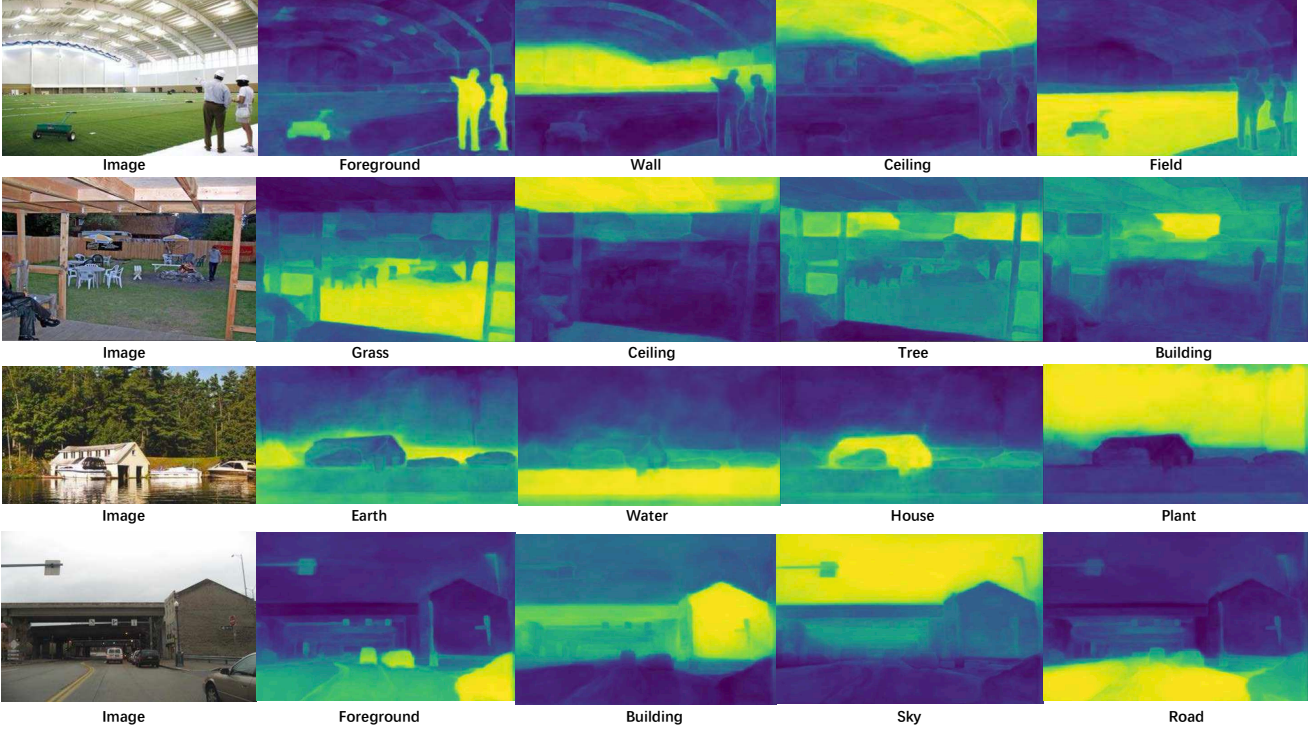 Image Foreground Wall Ceiling Field
Image Grass Ceiling Tree Building
Image Earth Water House Plant
Image Foreground Building Sky Road